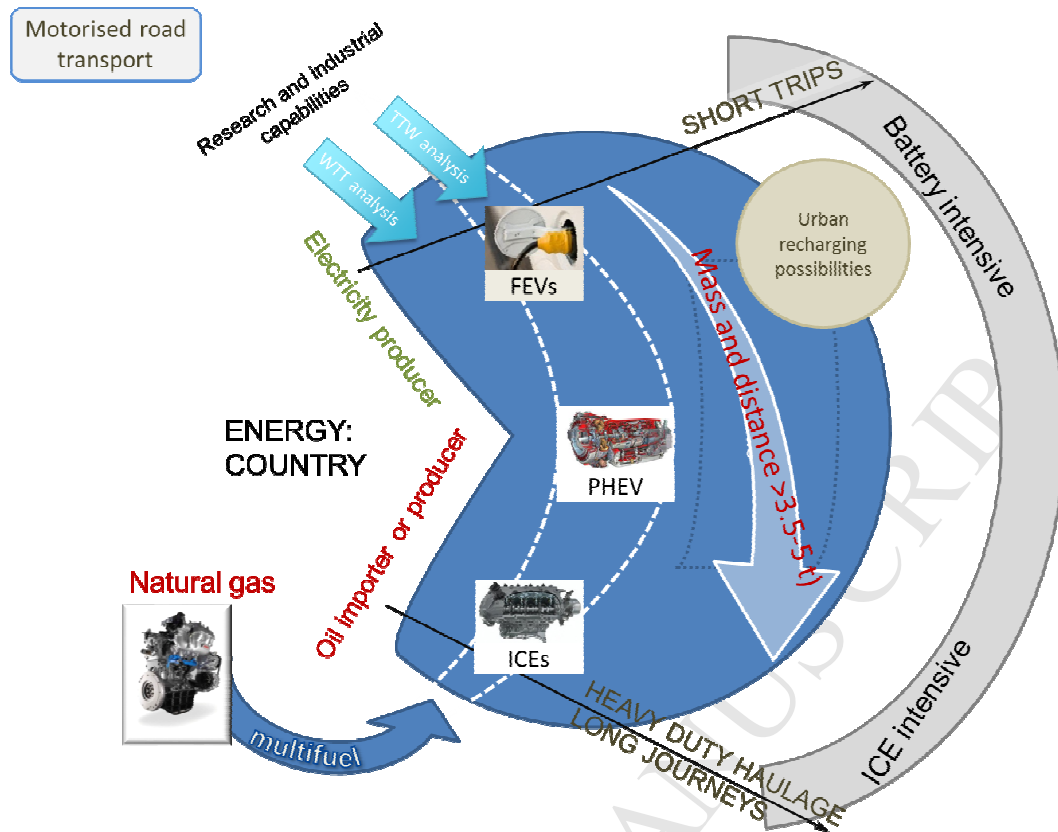 Motorised road
transport
Research and industrial
capabilities
TTW analysis
WTT analysis
SHORT TRIPS
Battery intensive
Urban
recharging
possibilities
FEVs
Electricity producer
Mass and distance >3.5-5 t)
ENERGY:
COUNTRY
PHEV
Oil importer or producer
Natural gas
ICEs
multifuel
HEAVY DUTY HAULAGE
LONG JOURNEYS
ICE intensive
ANUSCRIP